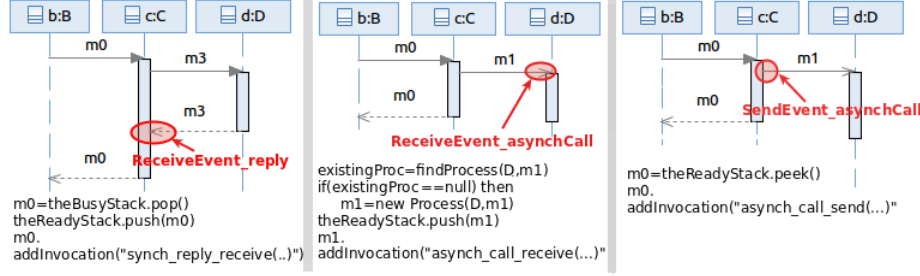 b:B
c:C
d:D
m0
m3
m3
ReceiveEvent_reply
m0
m0=theBusyStack.pop()
theReadyStack.push(m0)
m0.
addInvocation("synch_reply_receive(..)"
b:B
c:C
d:D
m0
m1
m0
ReceiveEvent_asynchCall
existingProc=findProcess(D,m1)
if(existingProc==null) then
m1=new Process(D,m1)
theReadyStack.push(m1)
m1.
addInvocation("asynch_call_receive(...)"
b:B
c:C
d:D
m0
m1
m0
SendEvent_asynchCall
m0=theReadyStack.peek()
m0.
addInvocation("asynch_call_send(...)"